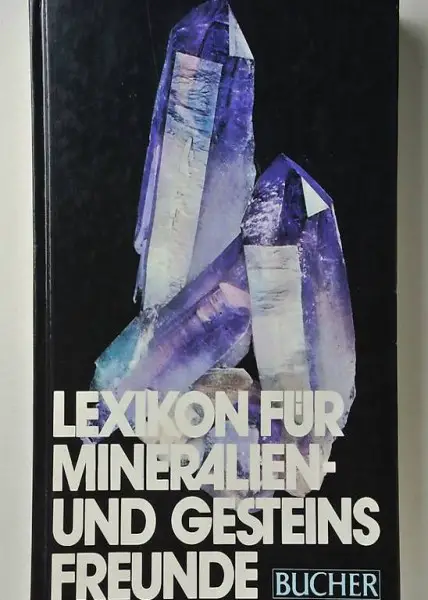 LEXIKON FÜR
MINERALIEN-
UND GESTEINS
FREUNDE
BUCHER